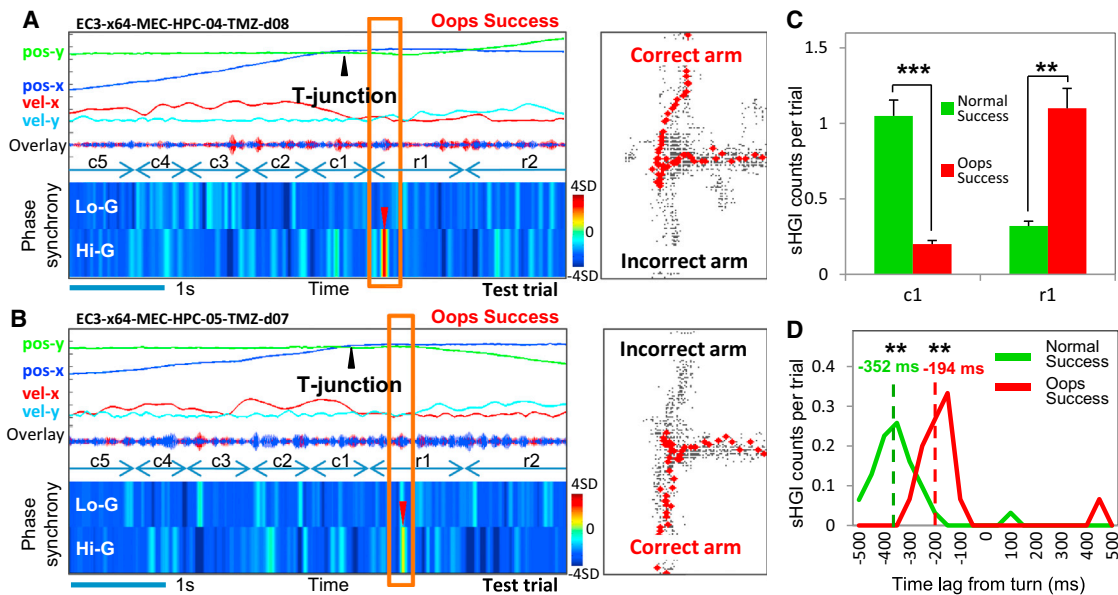 A
EC3-x64-MEC-HPC-04-TMZ-d08
Oops Success
pos-y
pos-x
T-junction
vel-x
vel-y
Overlay
c5 c4 c3 c2 c1 r1 r2
Phase synchrony
Lo-G
Hi-G
4SD
0
-4SD
1s
Time
Test trial
Correct arm
Incorrect arm
B
EC3-x64-MEC-HPC-05-TMZ-d07
Oops Success
pos-y
pos-x
T-junction
vel-x
vel-y
Overlay
c5 c4 c3 c2 c1 r1 r2
Phase synchrony
Lo-G
Hi-G
4SD
0
-4SD
1s
Time
Test trial
Incorrect arm
Correct arm
C
sHGI counts per trial
1.5
1
0.5
0
***
**
Normal Success
Oops Success
c1
r1
D
sHGI counts per trial
0.4
0.3
0.2
0.1
0
** **
-352 ms
-194 ms
Normal Success
Oops Success
-500 -400 -300 -200 -100 0 100 200 300 400 500
Time lag from turn (ms)